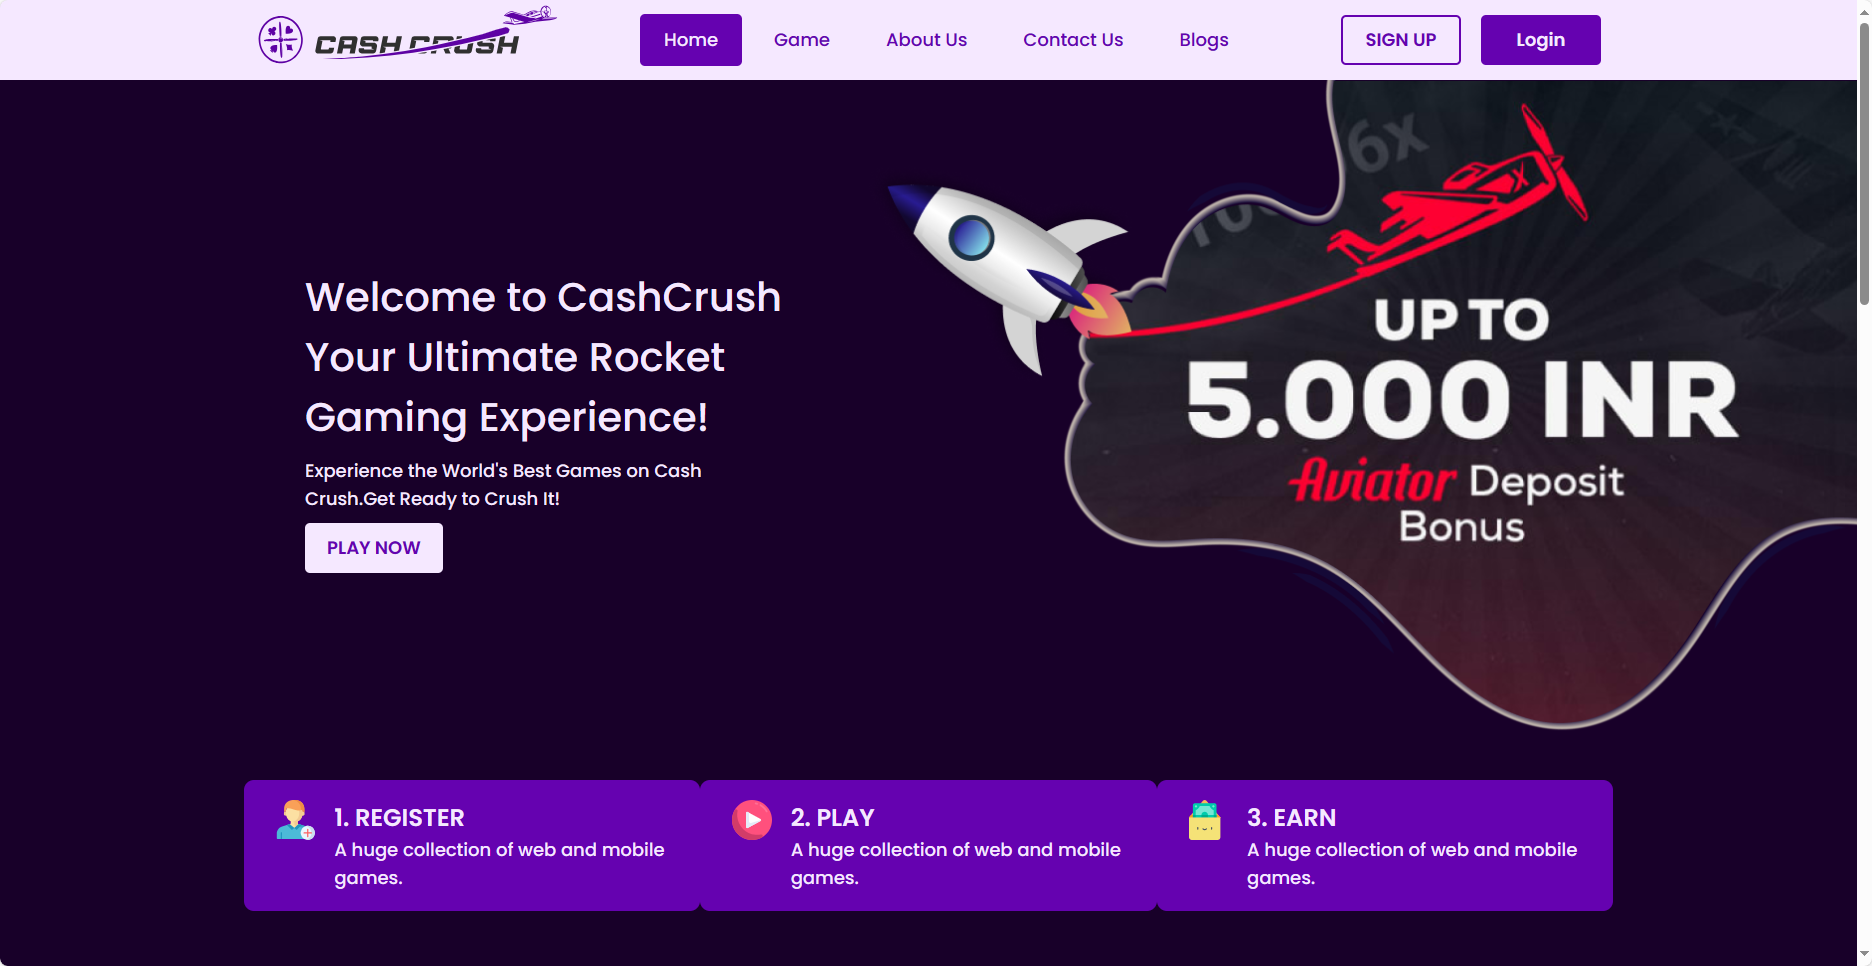 CASH CRUSH
Home
Game
About Us
Contact Us
Blogs
SIGN UP
Login
6x
UP TO
5.000 INR
Aviator Deposit
Bonus
Welcome to CashCrush
Your Ultimate Rocket
Gaming Experience!
Experience the World's Best Games on Cash
Crush.Get Ready to Crush It!
PLAY NOW
1. REGISTER
A huge collection of web and mobile
games.
2. PLAY
A huge collection of web and mobile
games.
3. EARN
A huge collection of web and mobile
games.